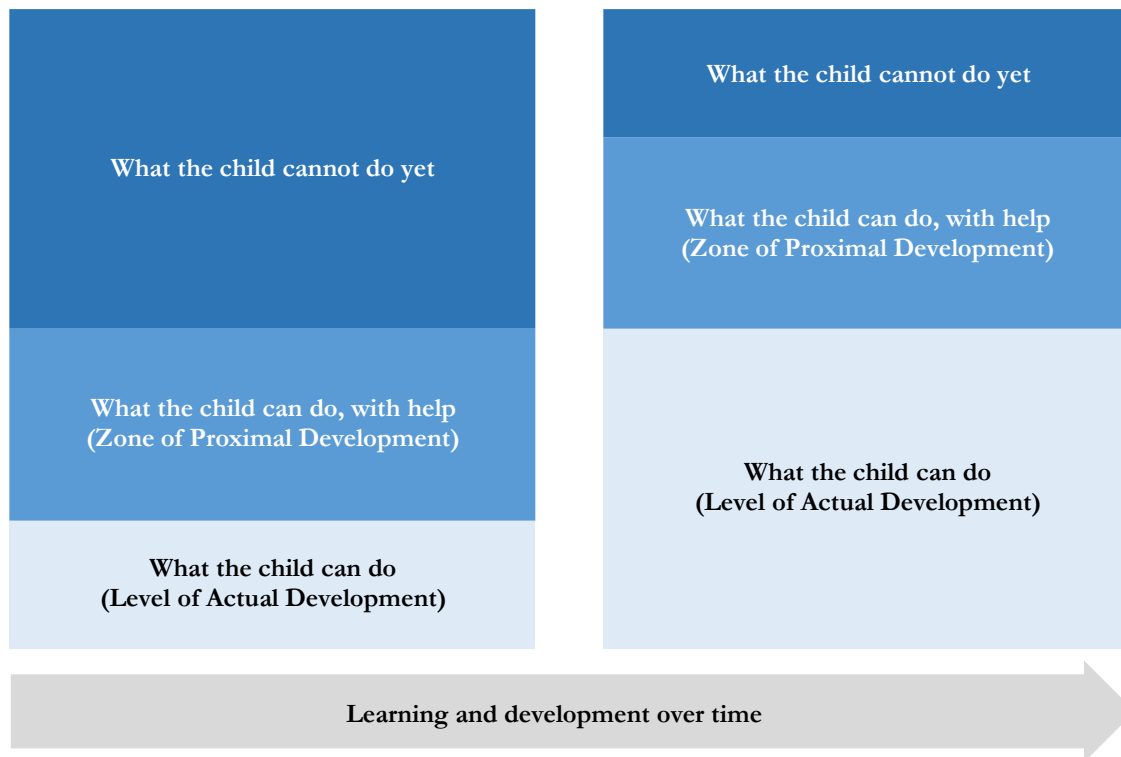 What the child cannot do yet
What the child can do, with help
(Zone of Proximal Development)
What the child can do
(Level of Actual Development)
What the child cannot do yet
What the child can do, with help
(Zone of Proximal Development)
What the child can do
(Level of Actual Development)
Learning and development over time